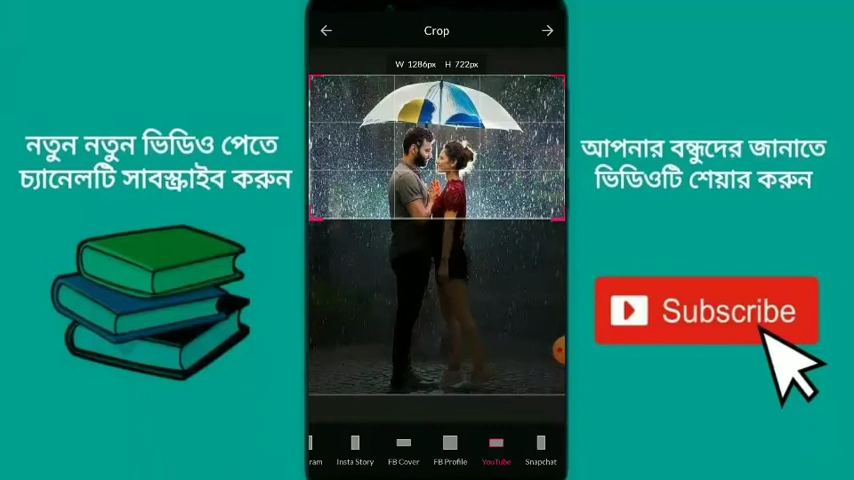 Crop
W 1286px H 722px
নতুন নতুন ভিডিও পেতে
চ্যানেলটি সাবস্ক্রাইব করুন
আপনার বন্ধুদের জানাতে
ভিডিওটি শেয়ার করুন
Subscribe
ram Insta Story FB Cover FB Profile YouTube Snapchat